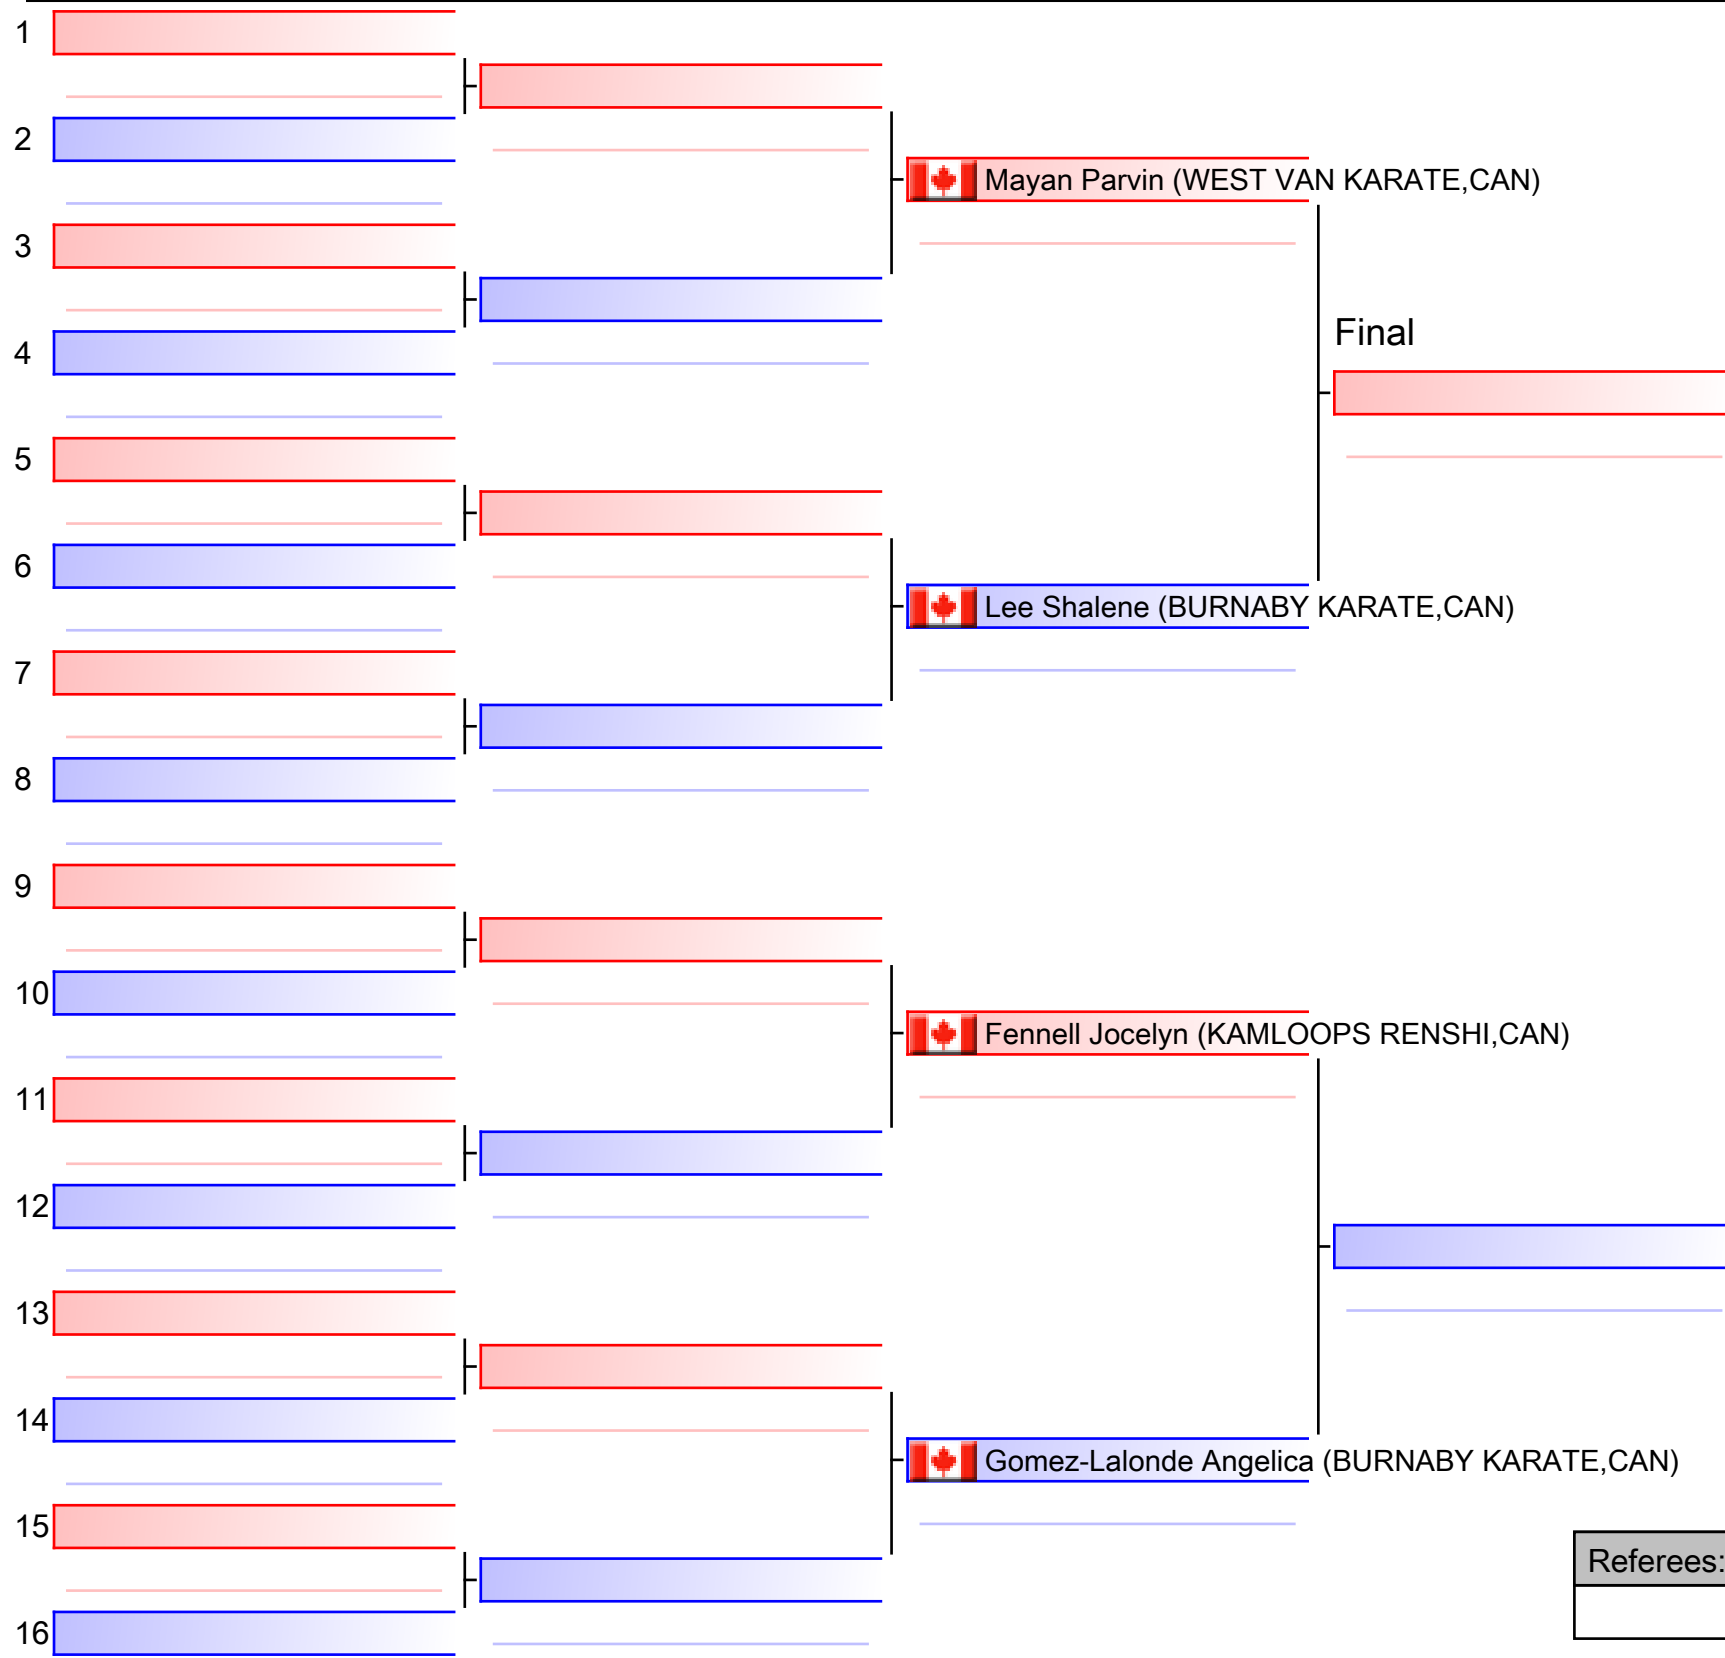 1
2
Mayan Parvin (WEST VAN KARATE,CAN)
3
Final
4
5
6
Lee Shalene (BURNABY KARATE,CAN)
7
8
9
10
Fennell Jocelyn (KAMLOOPS RENSHI,CAN)
11
12
13
14
Gomez-Lalonde Angelica (BURNABY KARATE,CAN)
15
Referees:
16